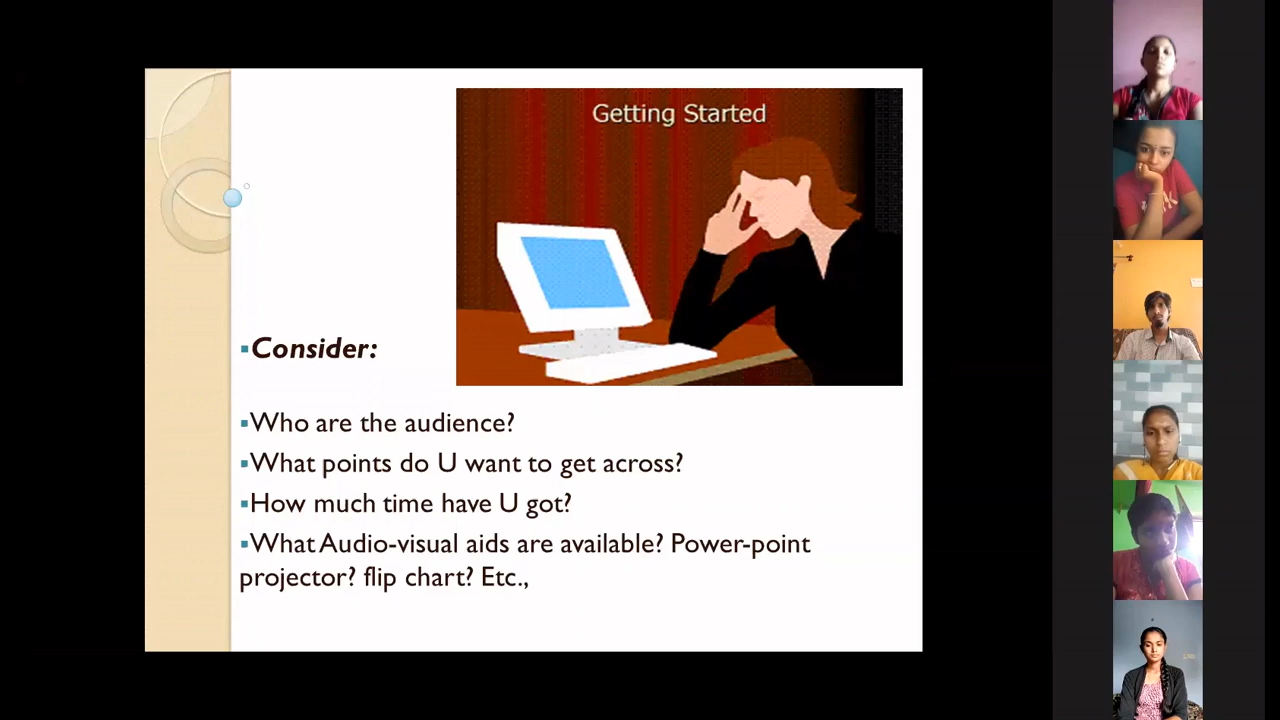 Getting Started
▪Consider:
▪Who are the audience?
▪What points do U want to get across?
▪How much time have U got?
▪What Audio-visual aids are available? Power-point
projector? flip chart? Etc.,